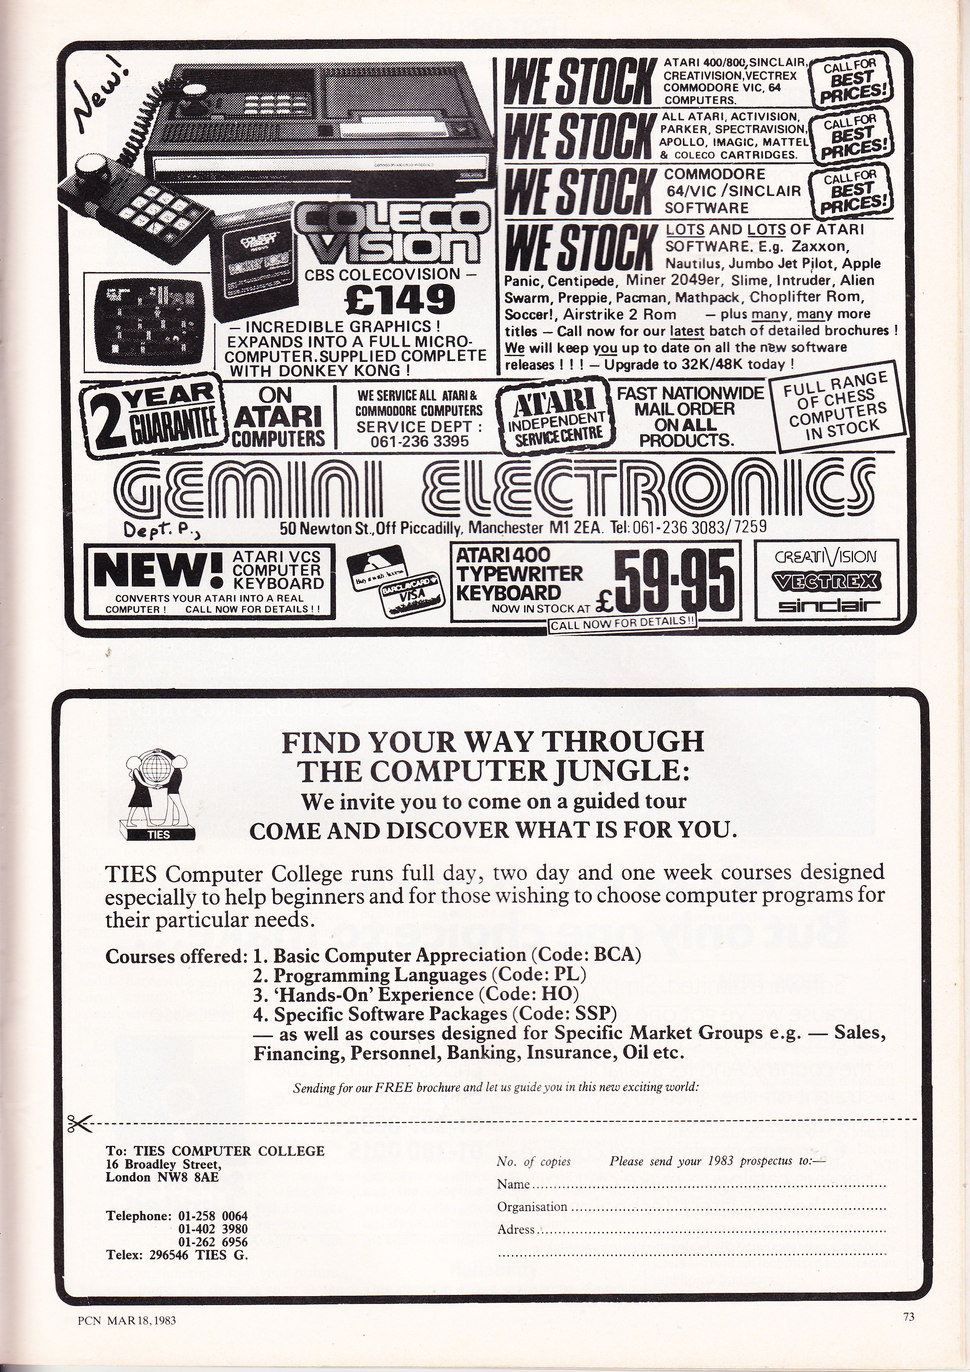 New!
WE STOCK
ATARI 400/800, SINCLAIR,
CREATIVISION, VECTREX
COMMODORE VIC, 64
COMPUTERS.
CALL FOR
BEST
PRICES!
WE STOCK
ALL ATARI, ACTIVISION,
PARKER, SPECTRAVISION,
APOLLO, IMAGIC, MATTEL
& COLECO CARTRIDGES.
CALL FOR
BEST
PRICES!
WE STOCK
COMMODORE
64/VIC /SINCLAIR
SOFTWARE
CALL FOR
BEST
PRICES!
WE STOCK
LOTS AND LOTS OF ATARI
SOFTWARE. E.g. Zaxxon,
Nautilus, Jumbo Jet Pilot, Apple
Panic, Centipede, Miner 2049er, Slime, Intruder, Alien
Swarm, Preppie, Pacman, Mathpack, Choplifter Rom,
Soccer!, Airstrike 2 Rom — plus many, many more
titles — Call now for our latest batch of detailed brochures !
We will keep you up to date on all the new software
releases ! ! ! — Upgrade to 32K/48K today !
COLECO
VISION
DONKEY KONG
COLECO
VISION
CBS COLECOVISION —
£149
— INCREDIBLE GRAPHICS !
EXPANDS INTO A FULL MICRO-
COMPUTER.SUPPLIED COMPLETE
WITH DONKEY KONG !
2 YEAR
GUARANTEE
ON
ATARI
COMPUTERS
WE SERVICE ALL ATARI &
COMMODORE COMPUTERS
SERVICE DEPT :
061-236 3395
ATARI
INDEPENDENT
SERVICE CENTRE
FAST NATIONWIDE
MAIL ORDER
ON ALL
PRODUCTS.
FULL RANGE
OF CHESS
COMPUTERS
IN STOCK
GEMINI ELECTRONICS
Dept. P.,
50 Newton St., Off Piccadilly, Manchester M1 2EA. Tel: 061-236 3083/7259
NEW!
ATARI VCS
COMPUTER
KEYBOARD
CONVERTS YOUR ATARI INTO A REAL
COMPUTER ! CALL NOW FOR DETAILS ! !
Buy it with Access
BARCLAYCARD
VISA
ATARI 400
TYPEWRITER
KEYBOARD
NOW IN STOCK AT
£59·95
CALL NOW FOR DETAILS!!
CREATIVISION
VECTREX
sinclair
TIES
FIND YOUR WAY THROUGH
THE COMPUTER JUNGLE:
We invite you to come on a guided tour
COME AND DISCOVER WHAT IS FOR YOU.
TIES Computer College runs full day, two day and one week courses designed
especially to help beginners and for those wishing to choose computer programs for
their particular needs.
Courses offered: 1. Basic Computer Appreciation (Code: BCA)
2. Programming Languages (Code: PL)
3. ‘Hands-On’ Experience (Code: HO)
4. Specific Software Packages (Code: SSP)
— as well as courses designed for Specific Market Groups e.g. — Sales,
Financing, Personnel, Banking, Insurance, Oil etc.
Sending for our FREE brochure and let us guide you in this new exciting world:
To: TIES COMPUTER COLLEGE
16 Broadley Street,
London NW8 8AE
Telephone: 01-258 0064
01-402 3980
01-262 6956
Telex: 296546 TIES G.
No. of copies Please send your 1983 prospectus to:—
Name
Organisation
Adress
PCN MAR 18, 1983
73